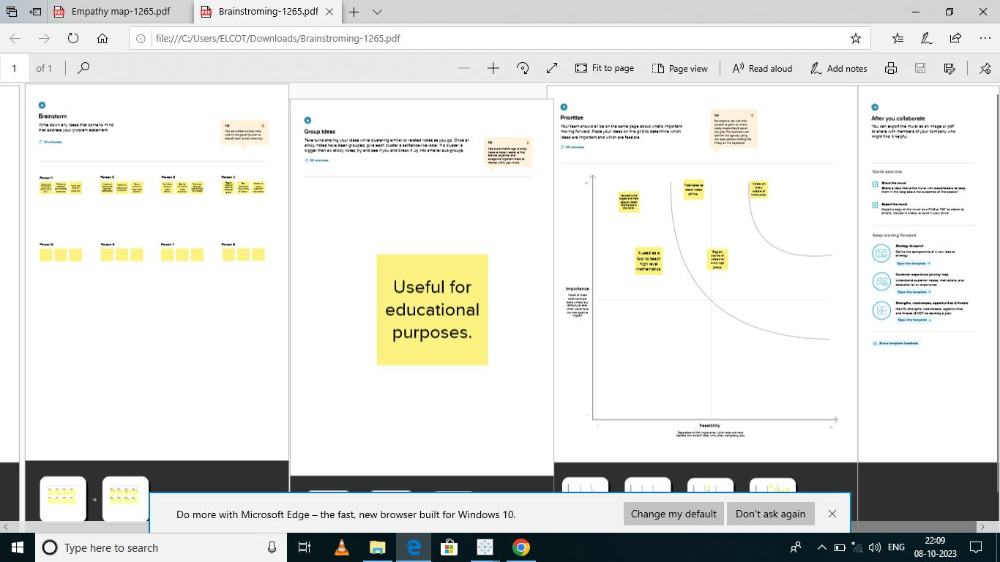 Empathy map-1265.pdf
Brainstroming-1265.pdf
file:///C:/Users/ELCOT/Downloads/Brainstroming-1265.pdf
1 of 1
Fit to page
Page view
Read aloud
Add notes
Brainstorm
Write down any ideas that come to mind
that address your problem statement.
10 minutes
TIP
You can select a sticky note
and hit the pencil [switch to
sketch] icon to start drawing!
Person 1
Person 2
Person 3
Person 4
Person 5
Person 6
Person 7
Person 8
Group ideas
Take turns sharing your ideas while clustering similar or related notes as you go. Once all
sticky notes have been grouped, give each cluster a sentence-like label. If a cluster is
bigger than six sticky notes, try and see if you and break it up into smaller sub-groups.
20 minutes
TIP
Add customizable tags to sticky
notes to make it easier to find,
browse, organize, and
categorize important ideas as
themes within your mural.
Useful for
educational
purposes.
Prioritize
Your team should all be on the same page about what's important
moving forward. Place your ideas on this grid to determine which
ideas are important and which are feasible.
20 minutes
TIP
Participants can use their
cursors to point at where
sticky notes should go on
the grid. The facilitator can
confirm the spot by using
the laser pointer holding the
H key on the keyboard.
Facilitates to
store video
offline.
Videos on
every
subject of
information.
Youtube is the
largest and most
popular video
sharing site in
the world.
It used as a
tool to teach
high level
mathematics.
Biggest
source of
videos for
every age
group.
Importance
If each of these
tasks could get
done without any
difficulty or cost,
which would have
the most positive
impact?
Feasibility
Regardless of their importance, which tasks are more
feasible than others? (Cost, time, effort, complexity, etc.)
After you collaborate
You can export the mural as an image or pdf
to share with members of your company who
might find it helpful.
Quick add-ons
Share the mural
Share a view link to the mural with stakeholders to keep
them in the loop about the outcomes of the session.
Export the mural
Export a copy of the mural as a PNG or PDF to attach to
emails, include in slides, or save in your drive.
Keep moving forward
Strategy blueprint
Define the components of a new idea or
strategy.
Open the template →
Customer experience journey map
Understand customer needs, motivations, and
obstacles for an experience.
Open the template →
Strengths, weaknesses, opportunities & threats
Identify strengths, weaknesses, opportunities,
and threats (SWOT) to develop a plan.
Open the template →
Share template feedback
Do more with Microsoft Edge – the fast, new browser built for Windows 10.
Change my default
Don't ask again
Type here to search
ENG
22:09
08-10-2023